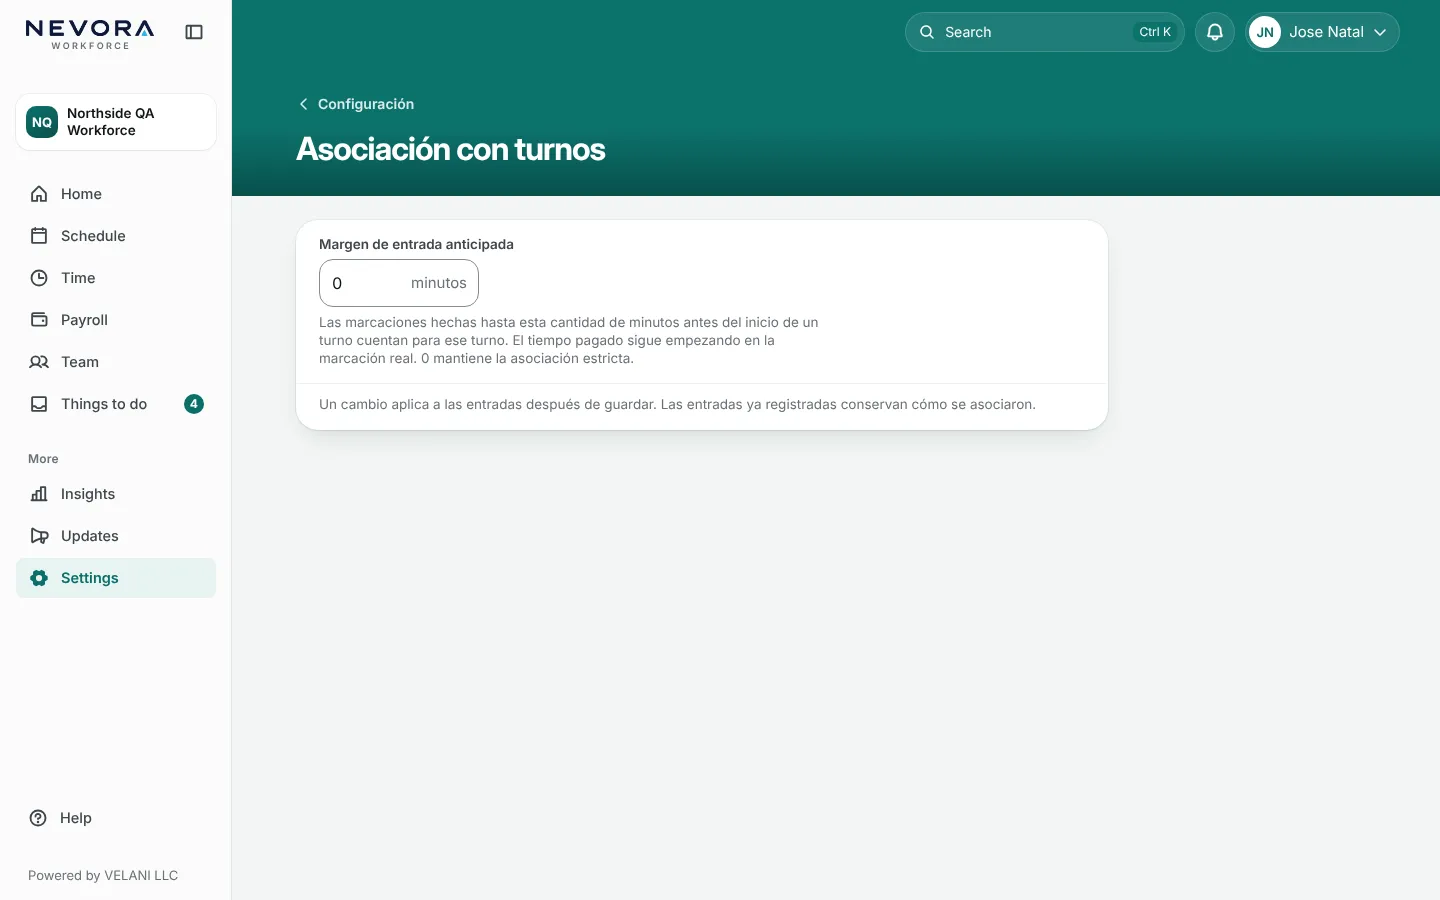 NEVORA
WORKFORCE
Search
Ctrl K
JN
Jose Natal
NQ
Northside QA
Workforce
Configuración
Asociación con turnos
Home
Schedule
Time
Payroll
Team
Things to do
4
More
Insights
Updates
Settings
Help
Powered by VELANI LLC
Margen de entrada anticipada
0 minutos
Las marcaciones hechas hasta esta cantidad de minutos antes del inicio de un
turno cuentan para ese turno. El tiempo pagado sigue empezando en la
marcación real. 0 mantiene la asociación estricta.
Un cambio aplica a las entradas después de guardar. Las entradas ya registradas conservan cómo se asociaron.